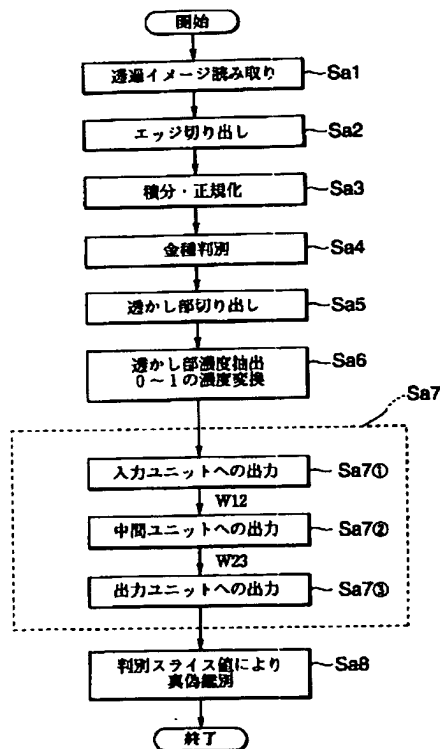 開始
透過イメージ読み取り
Sa1
エッジ切り出し
Sa2
積分・正規化
Sa3
金種判別
Sa4
透かし部切り出し
Sa5
透かし部濃度抽出
0～1の濃度変換
Sa6
Sa7
入力ユニットへの出力
Sa7①
W12
中間ユニットへの出力
Sa7②
W23
出力ユニットへの出力
Sa7③
判別スライス値により
真偽鑑別
Sa8
終了